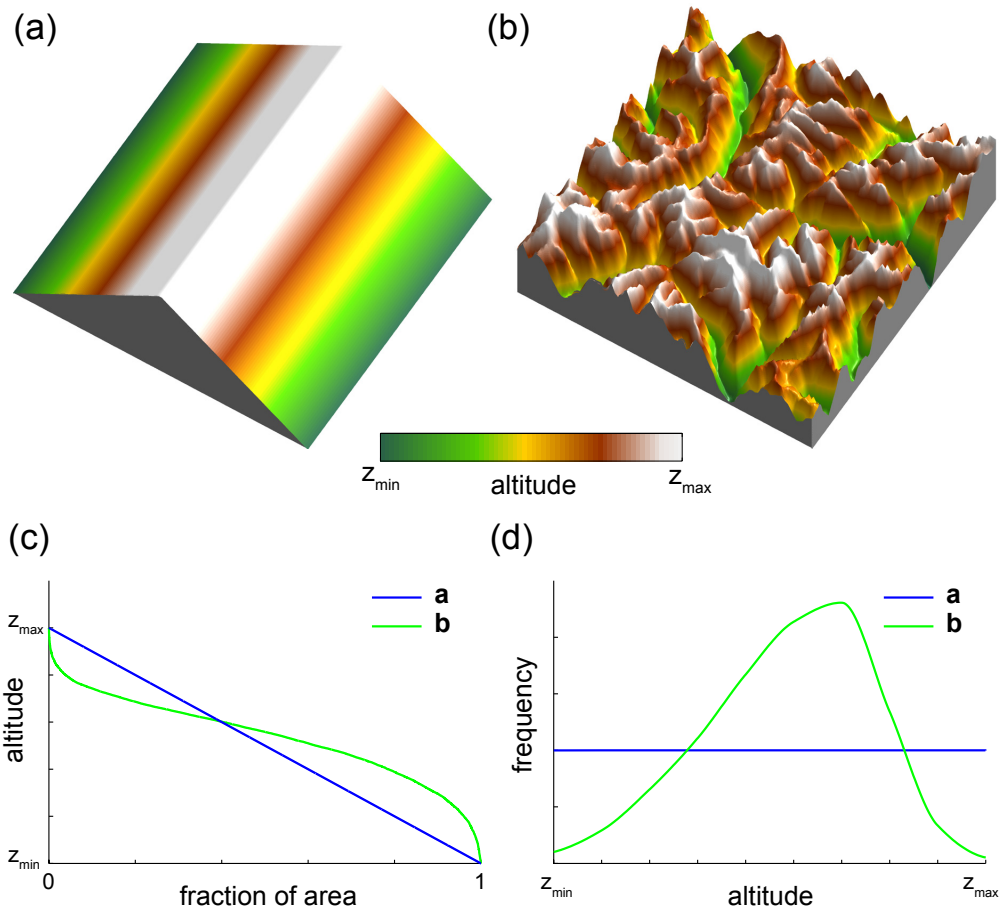 (a)
(b)
z_min
altitude
z_max
(c)
(d)
a
b
z_max
altitude
z_min
0
fraction of area
1
a
b
frequency
z_min
altitude
z_max